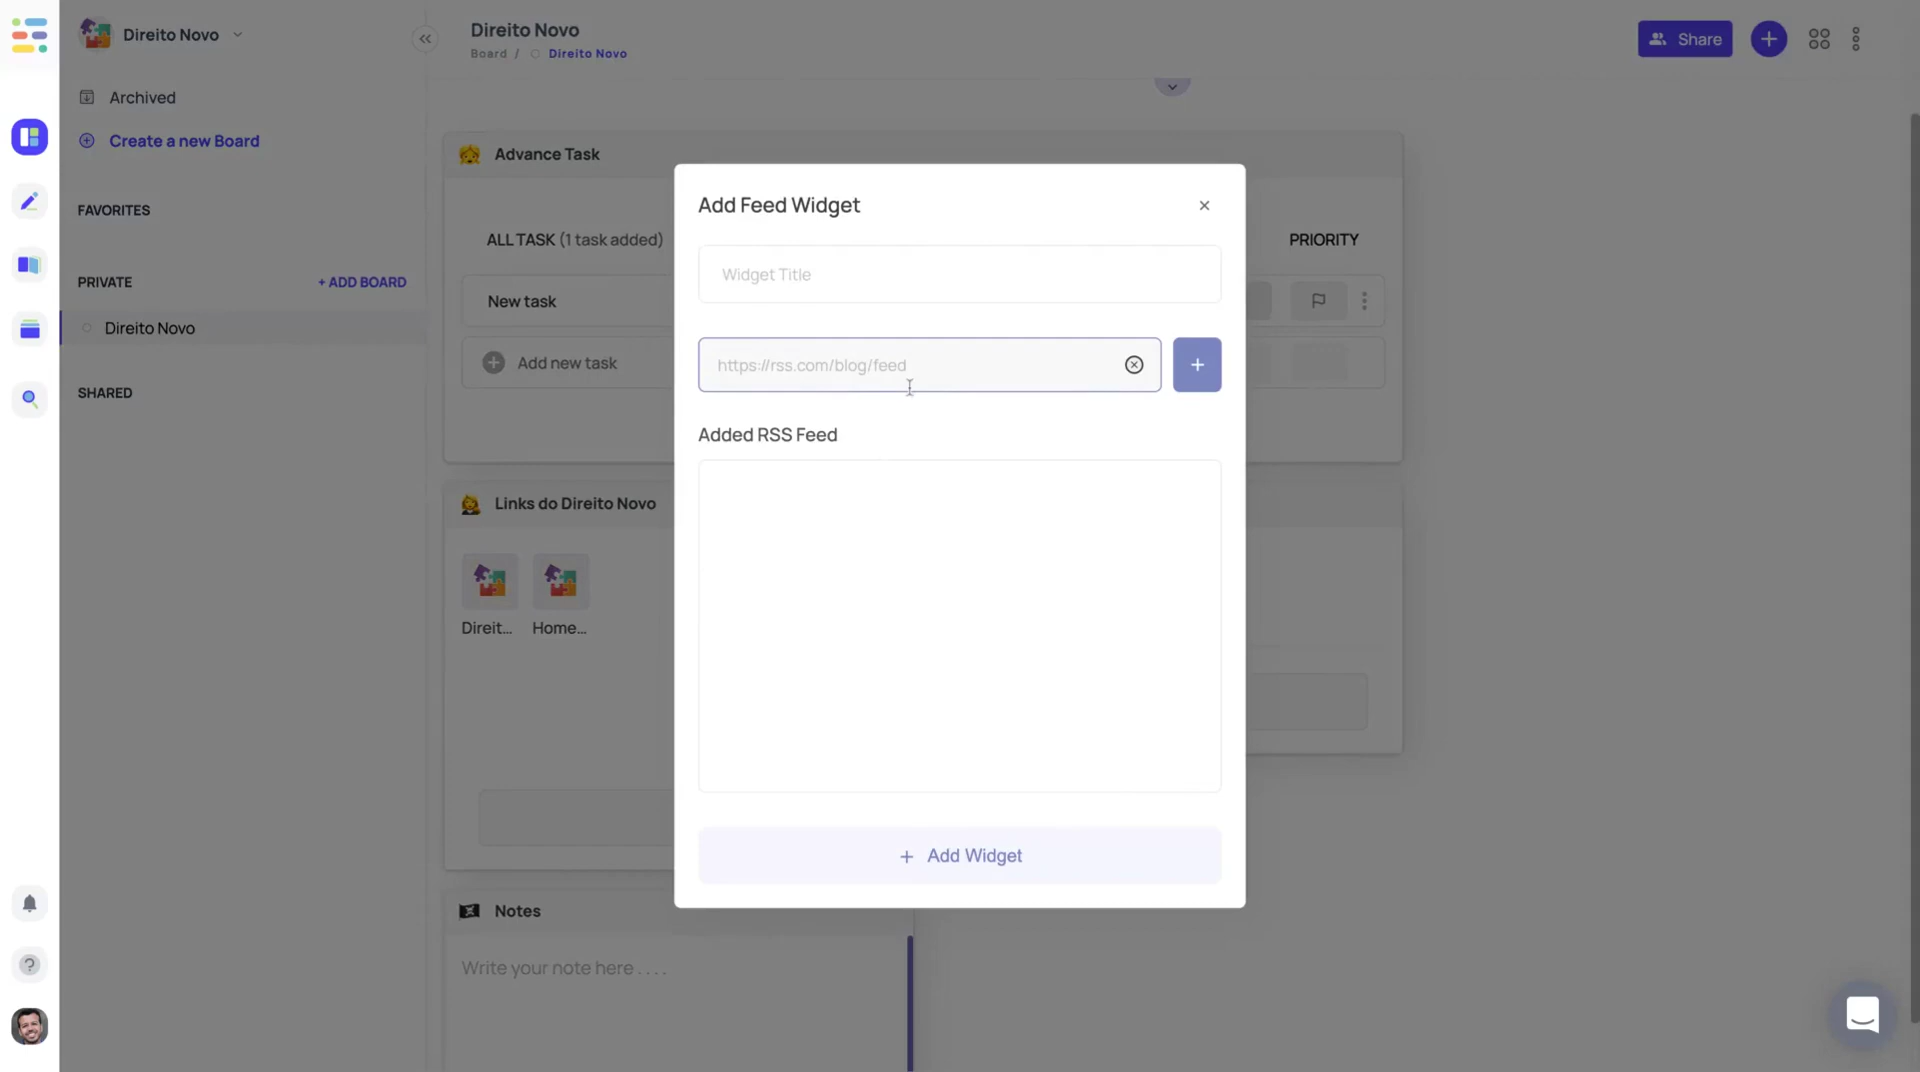 Direito Novo
Archived
Create a new Board
FAVORITES
PRIVATE
+ ADD BOARD
Direito Novo
SHARED
Direito Novo
Board / Direito Novo
Share
Advance Task
ALL TASK (1 task added)
PRIORITY
New task
Add new task
Links do Direito Novo
Direit...
Home...
Notes
Write your note here . . . .
Add Feed Widget
Widget Title
https://rss.com/blog/feed
Added RSS Feed
+ Add Widget